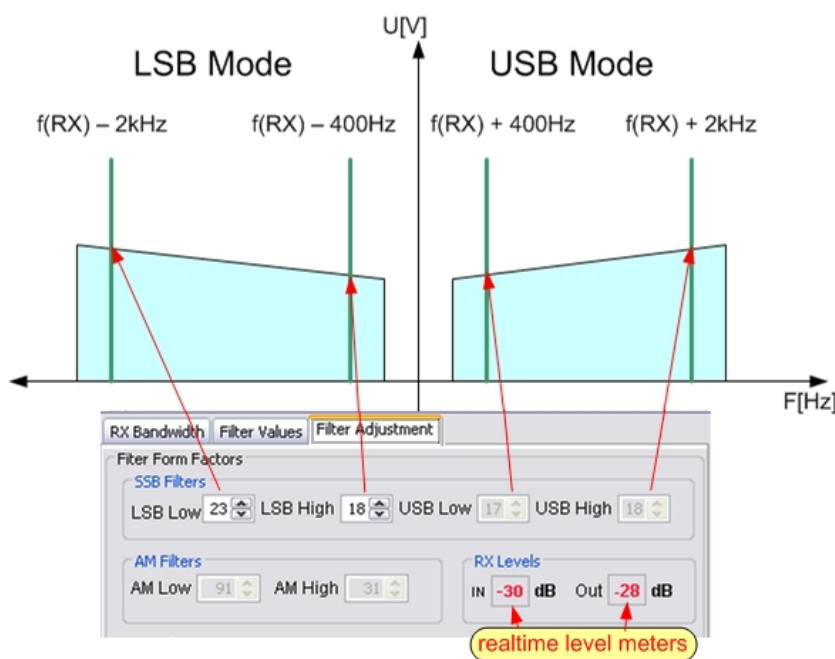 U[V]
LSB Mode
USB Mode
f(RX) – 2kHz
f(RX) – 400Hz
f(RX) + 400Hz
f(RX) + 2kHz
F[Hz]
RX Bandwidth
Filter Values
Filter Adjustment
Fiter Form Factors
SSB Filters
LSB Low 23 LSB High 18 USB Low 17 USB High 18
AM Filters
AM Low 91 AM High 31
RX Levels
IN -30 dB Out -28 dB
realtime level meters